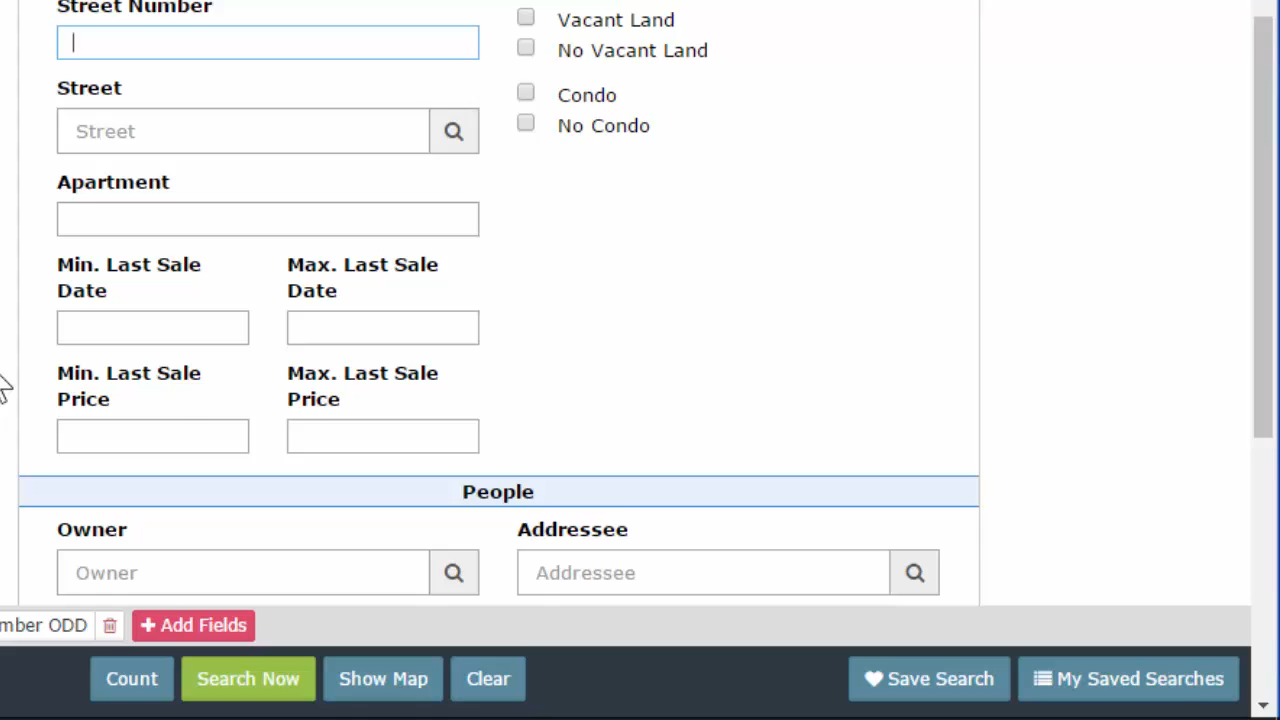 Street Number
Vacant Land
No Vacant Land
Street
Condo
Street
No Condo
Apartment
Min. Last Sale Date
Max. Last Sale Date
Min. Last Sale Price
Max. Last Sale Price
People
Owner
Addressee
Owner
Addressee
mber ODD
Add Fields
Count
Search Now
Show Map
Clear
Save Search
My Saved Searches